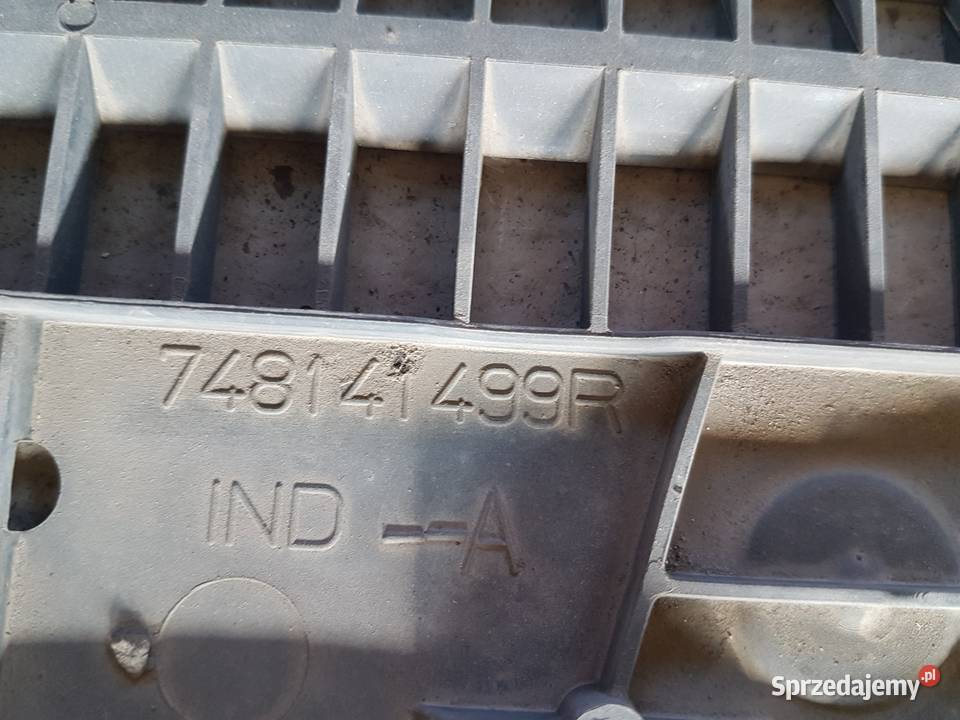 748141499R
IND --A
Sprzedajemy.pl